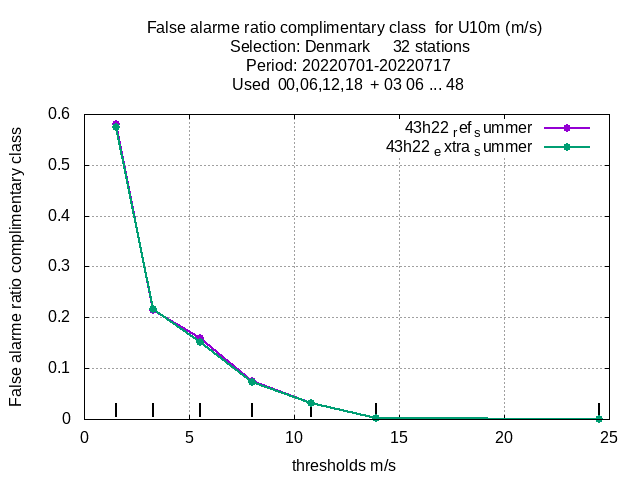 False alarme ratio complimentary class  for U10m (m/s)
Selection: Denmark     32 stations
Period: 20220701-20220717
Used  00,06,12,18  + 03 06 ... 48
43h22 ref summer
43h22 extra summer
False alarme ratio complimentary class
0.6
0.5
0.4
0.3
0.2
0.1
0
0 5 10 15 20 25
thresholds m/s